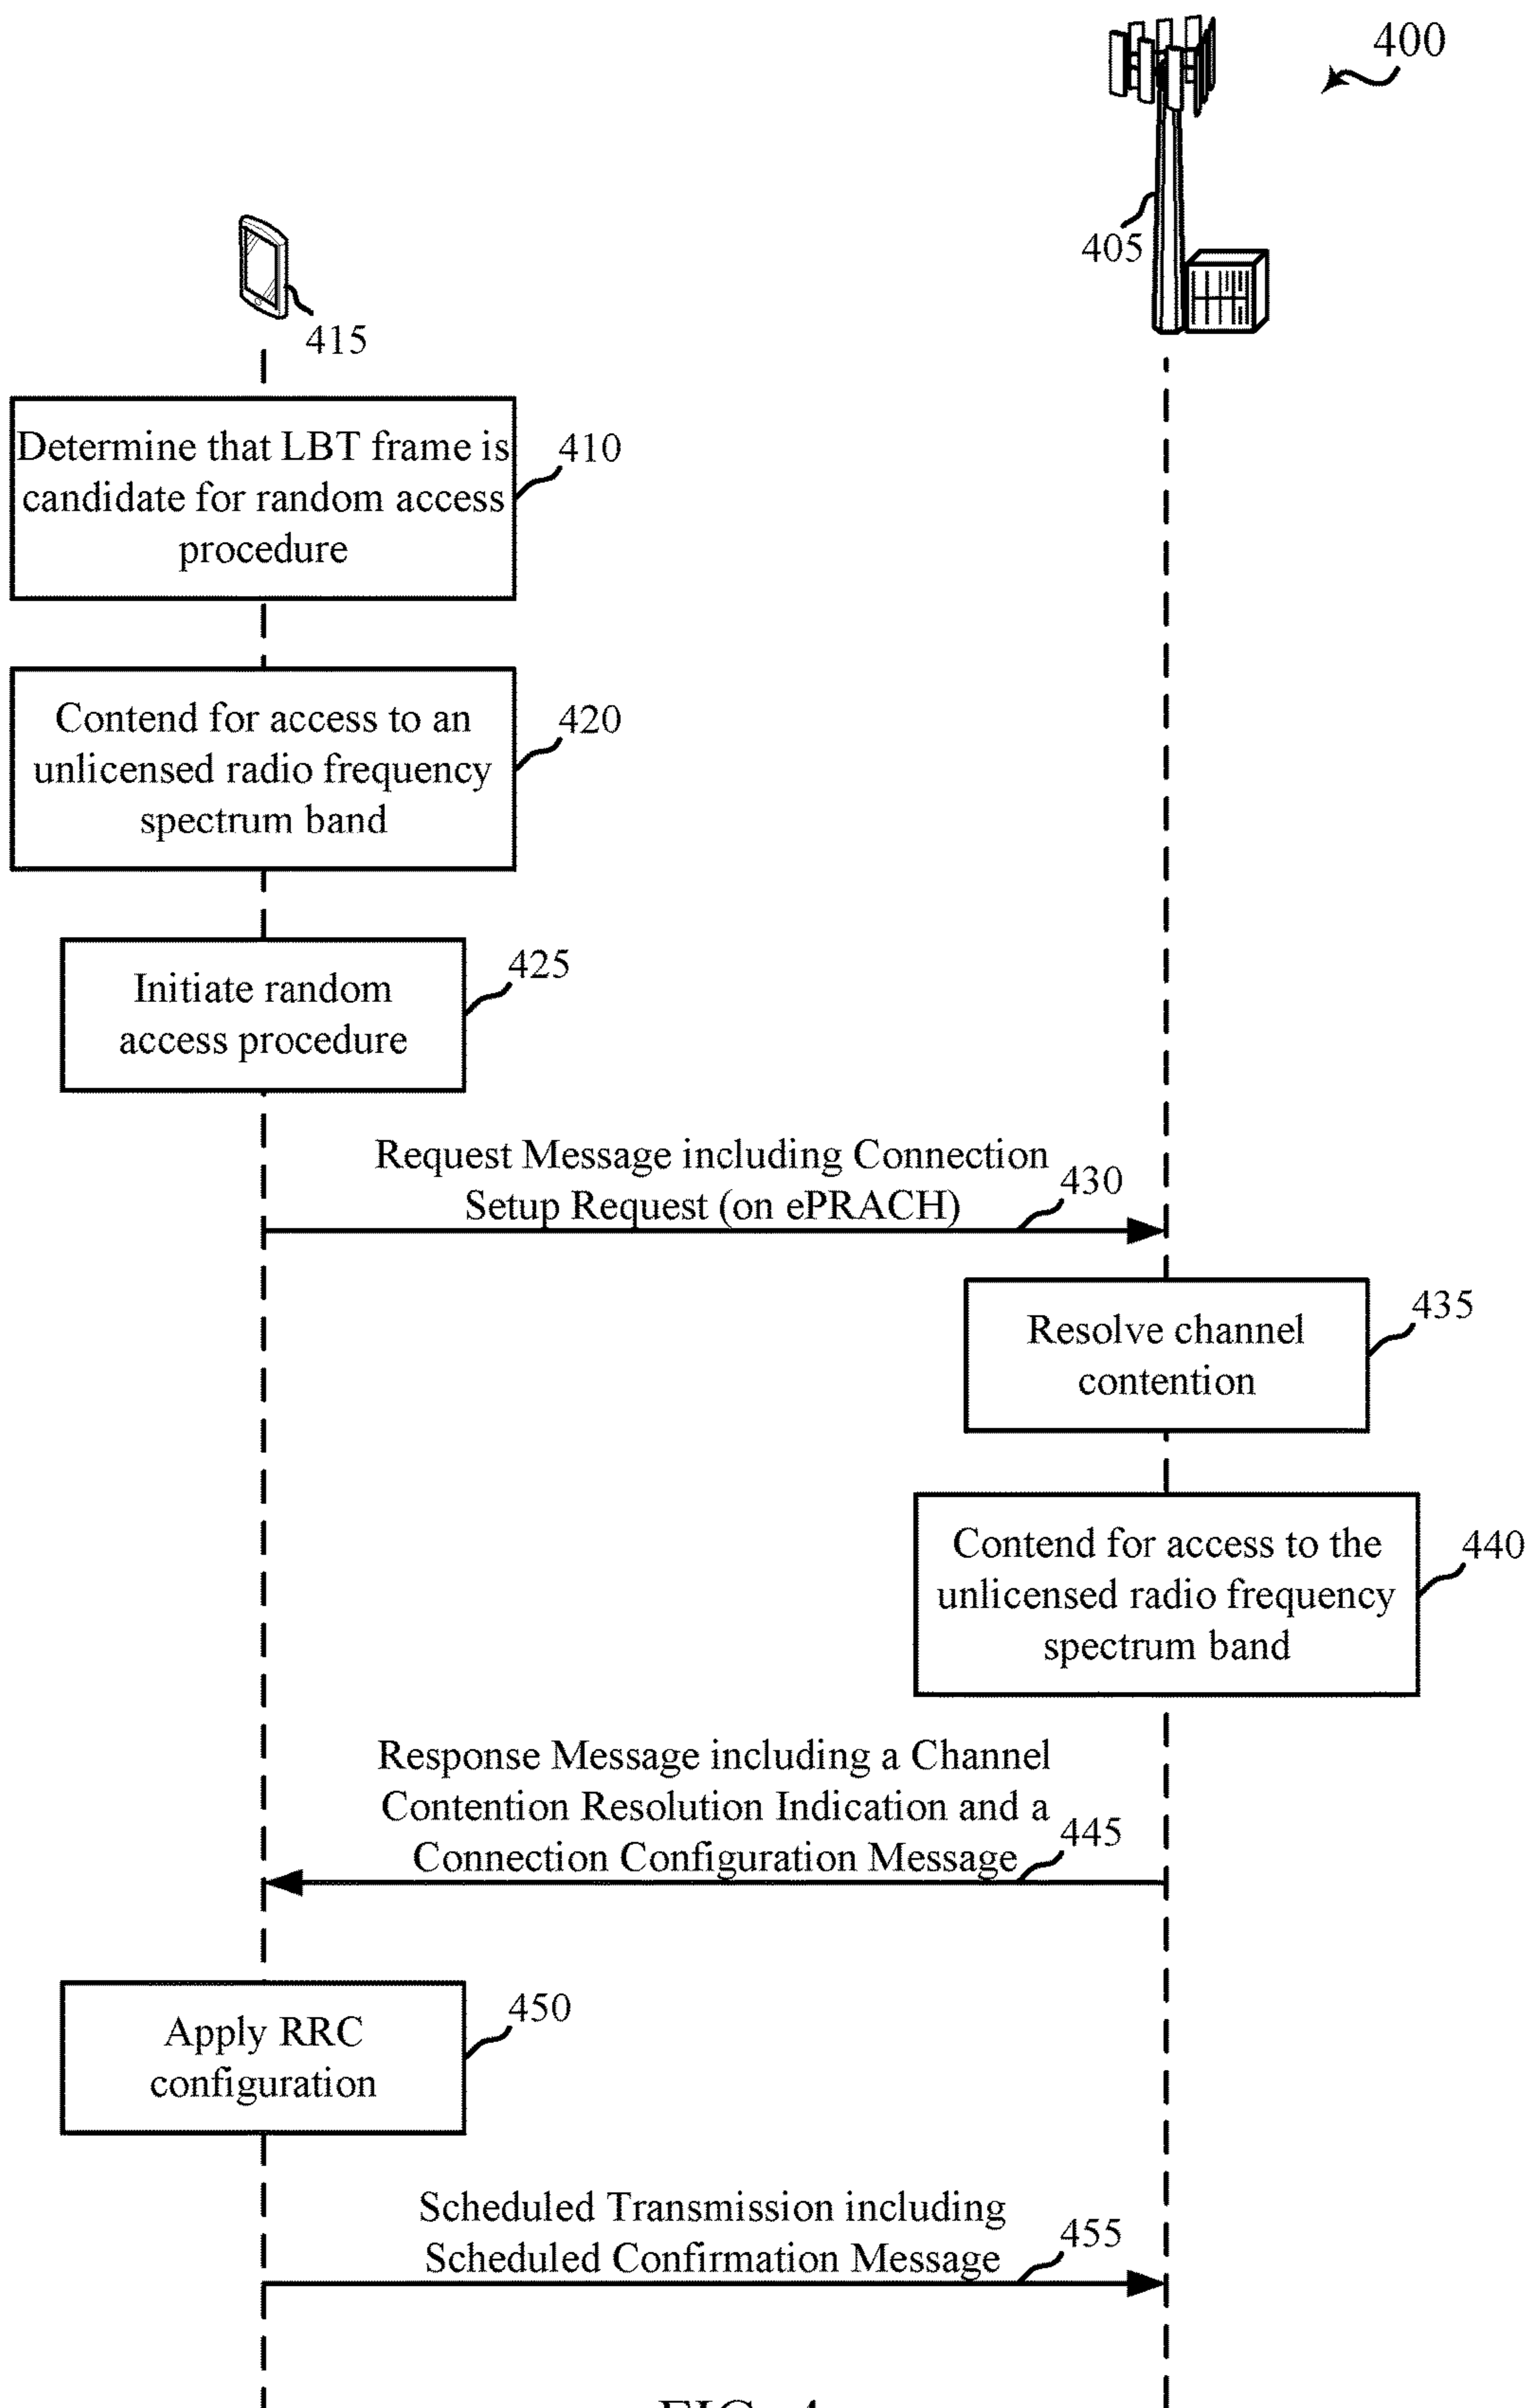 400
405
415
Determine that LBT frame is
candidate for random access
procedure
410
Contend for access to an
unlicensed radio frequency
spectrum band
420
Initiate random
access procedure
425
Request Message including Connection
Setup Request (on ePRACH)
430
Resolve channel
contention
435
Contend for access to the
unlicensed radio frequency
spectrum band
440
Response Message including a Channel
Contention Resolution Indication and a
Connection Configuration Message
445
Apply RRC
configuration
450
Scheduled Transmission including
Scheduled Confirmation Message
455
FIG. 4